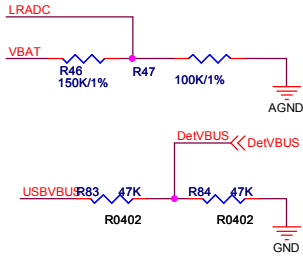 LRADC
VBAT
R46
R47
150K/1%
100K/1%
AGND
DetVBUS
DetVBUS
USBVBUS
R83
47K
R84
47K
R0402
R0402
GND